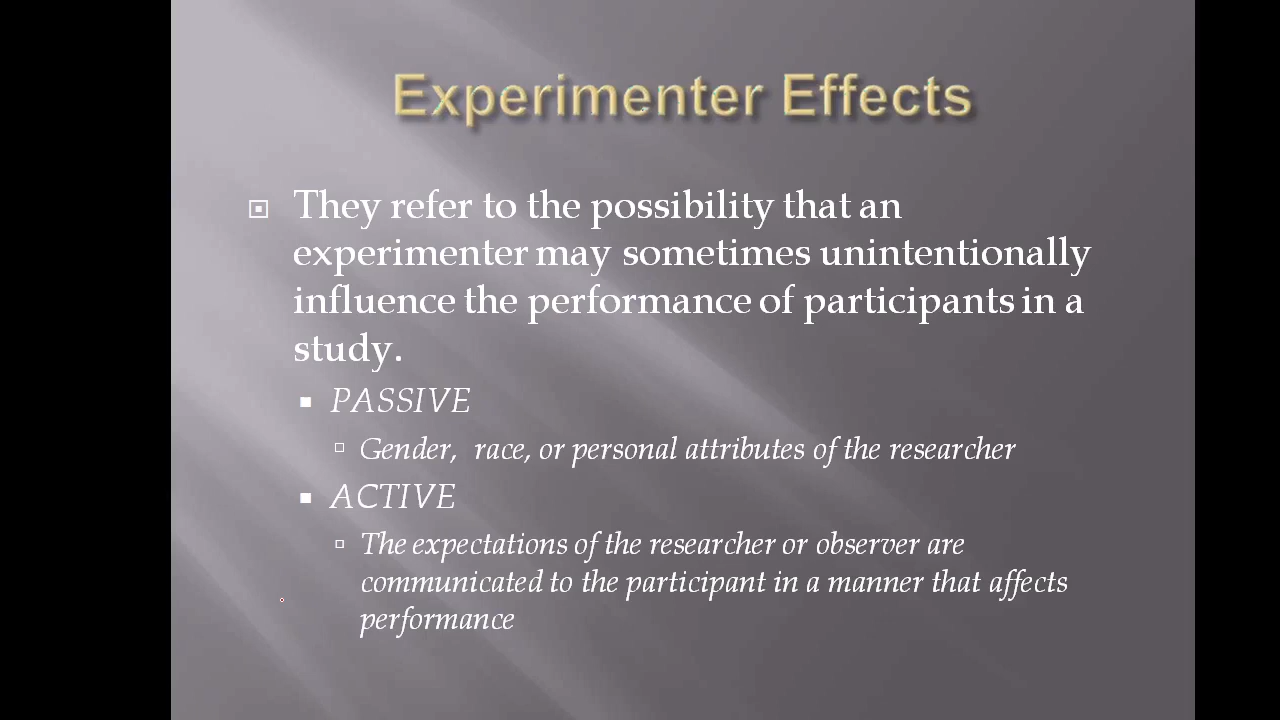 Experimenter Effects
They refer to the possibility that an
experimenter may sometimes unintentionally
influence the performance of participants in a
study.
PASSIVE
Gender, race, or personal attributes of the researcher
ACTIVE
The expectations of the researcher or observer are
communicated to the participant in a manner that affects
performance